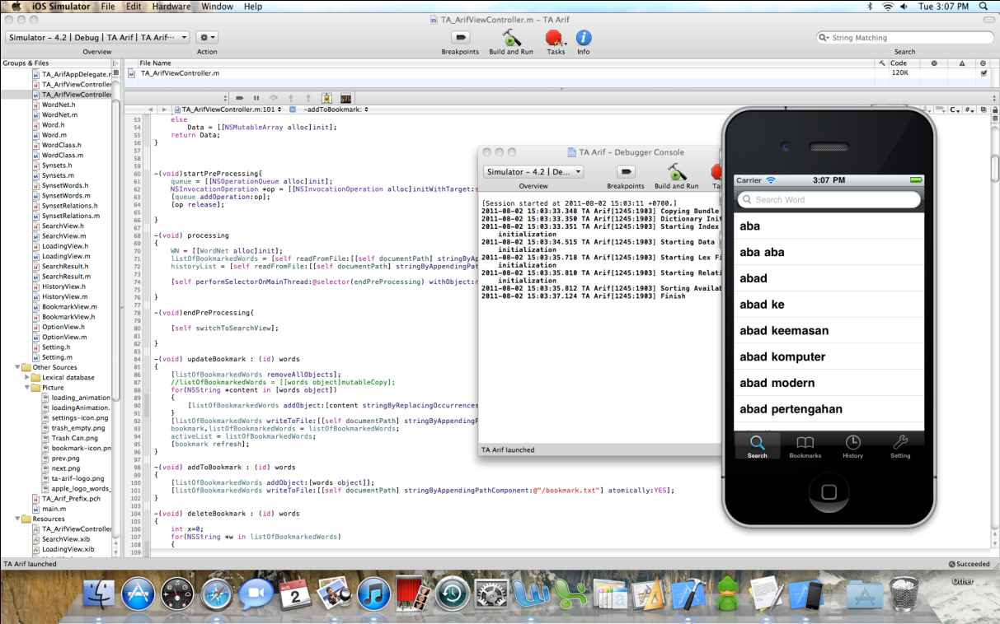 iOS Simulator File Edit Hardware Window Help
Tue 3:07 PM
TA_ArifViewController.m – TA Arif
Simulator - 4.2 | Debug | TA Arif | TA Arif…
String Matching
Overview Action Breakpoints Build and Run Tasks Info Search
Groups & Files
TA_ArifAppDelegate.m
TA_ArifViewController
TA_ArifViewController
WordNet.h
WordNet.m
Word.h
Word.m
WordClass.h
WordClass.m
Synsets.h
Synsets.m
SynsetWords.h
SynsetWords.m
SynsetRelations.h
SynsetRelations.m
SearchView.h
SearchView.m
LoadingView.h
LoadingView.m
SearchResult.h
SearchResult.m
HistoryView.h
HistoryView.m
BookmarkView.m
BookmarkView.h
OptionView.h
OptionView.m
Setting.h
Setting.m
Other Sources
Lexical database
Picture
loading_animation
loadingAnimation.
settings-icon.png
trash_empty.png
Trash Can.png
bookmark-icon.pn
prev.png
next.png
ta-arif-logo.png
apple_logo_words_
TA_Arif_Prefix.pch
main.m
Resources
TA_ArifViewController
SearchView.xib
LoadingView.xib
File Name Code
TA_ArifViewController.m 120K
TA_ArifViewController.m:101 -addToBookmark:
C #
53 else
54 Data = [[NSMutableArray alloc]init];
55 return Data;
56 }
57
58
59
60 -(void)startPreProcessing{
61 queue = [[NSOperationQueue alloc]init];
62 NSInvocationOperation *op = [[NSInvocationOperation alloc]initWithTarget:s
63 [queue addOperation:op];
64 [op release];
65
66 }
67
68 -(void) processing
69 {
70 WN = [[WordNet alloc]init];
71 listOfBookmarkedWords = [self readFromFile:[[self documentPath] stringByA
72 historyList = [self readFromFile:[[self documentPath] stringByAppendingPat
73
74 [self performSelectorOnMainThread:@selector(endPreProcessing) withObject:n
75
76 }
77
78 -(void)endPreProcessing{
79
80 [self switchToSearchView];
81
82 }
83
84 -(void) updateBookmark : (id) words
85 {
86 [listOfBookmarkedWords removeAllObjects];
87 //listOfBookmarkedWords = [[words object]mutableCopy];
88 for(NSString *content in [words object])
89 {
90 [listOfBookmarkedWords addObject:[content stringByReplacingOccurrences
91 }
92 [listOfBookmarkedWords writeToFile:[[self documentPath] stringByAppendingP
93 bookmark.listOfBookmarkedWords = listOfBookmarkedWords;
94 activeList = listOfBookmarkedWords;
95 [bookmark refresh];
96 }
97
98 -(void) addToBookmark : (id) words
99 {
100 [listOfBookmarkedWords addObject:[words object]];
101 [listOfBookmarkedWords writeToFile:[[self documentPath] stringByAppendingPathComponent:@"/bookmark.txt"] atomically:YES];
102 }
103
104 -(void) deleteBookmark : (id) words
105 {
106 int x=0;
107 for(NSString *w in listOfBookmarkedWords)
108 {
109
TA Arif – Debugger Console
Simulator - 4.2 | De…
Overview Breakpoints Build and Run Ta
[Session started at 2011-08-02 15:03:11 +0700.]
2011-08-02 15:03:33.348 TA Arif[1245:1903] Copying Bundle
2011-08-02 15:03:33.350 TA Arif[1245:1903] Dictionary Init
2011-08-02 15:03:33.351 TA Arif[1245:1903] Starting Index
initialization
2011-08-02 15:03:34.515 TA Arif[1245:1903] Starting Data
initialization
2011-08-02 15:03:35.718 TA Arif[1245:1903] Starting Lex Fi
initialization
2011-08-02 15:03:35.810 TA Arif[1245:1903] Starting Relati
initialization
2011-08-02 15:03:35.812 TA Arif[1245:1903] Sorting Availab
2011-08-02 15:03:37.124 TA Arif[1245:1903] Finish
TA Arif launched
Carrier 3:07 PM
Search Word
aba
aba aba
abad
abad ke
abad keemasan
abad komputer
abad modern
abad pertengahan
Search Bookmarks History Setting
TA Arif launched
Succeeded
AUG
2
Other